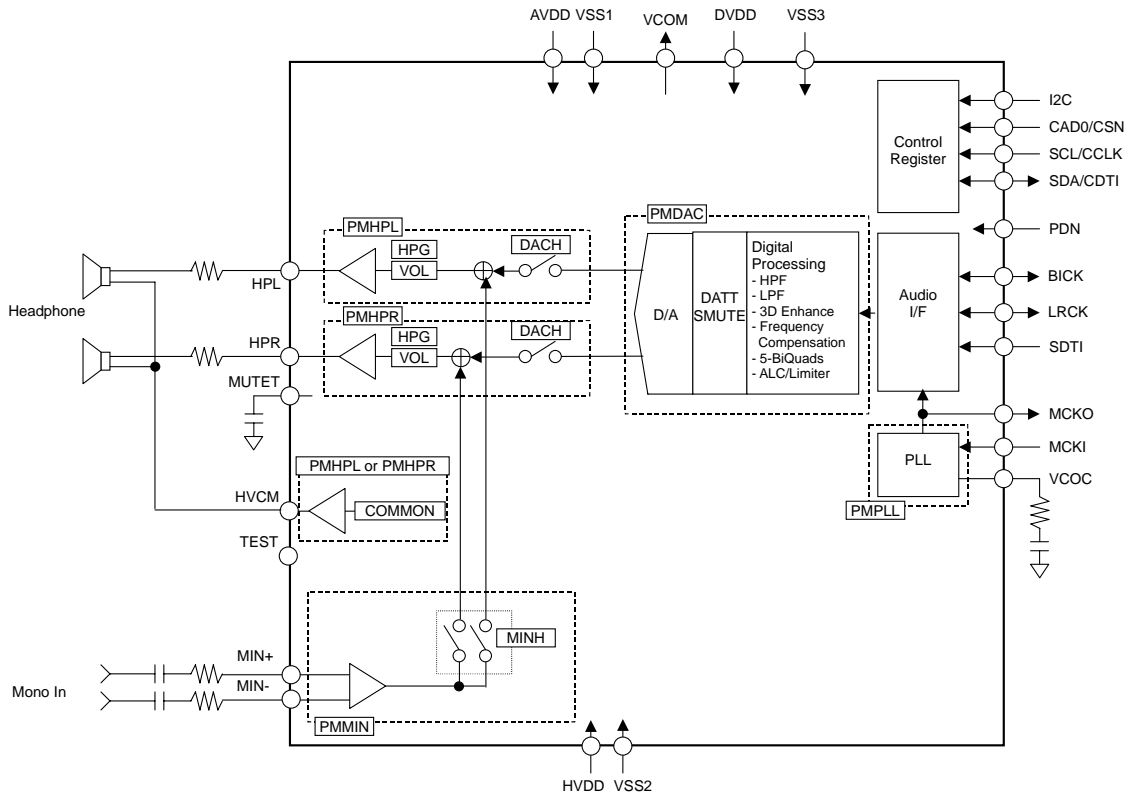 AVDD VSS1 VCOM DVDD VSS3
I2C
CAD0/CSN
Control
Register
SCL/CCLK
SDA/CDTI
PMHPL
PMDAC
PDN
HPG
VOL
DACH
HPL
Headphone
PMHPR
HPG
VOL
DACH
HPR
MUTET
D/A
DATT
SMUTE
Digital
Processing
- HPF
- LPF
- 3D Enhance
- Frequency
Compensation
- 5-BiQuads
- ALC/Limiter
Audio
I/F
BICK
LRCK
SDTI
MCKO
MCKI
PLL
VCOC
PMPLL
PMHPL or PMHPR
HVCM
COMMON
TEST
MINH
MIN+
Mono In
MIN-
PMMIN
HVDD VSS2